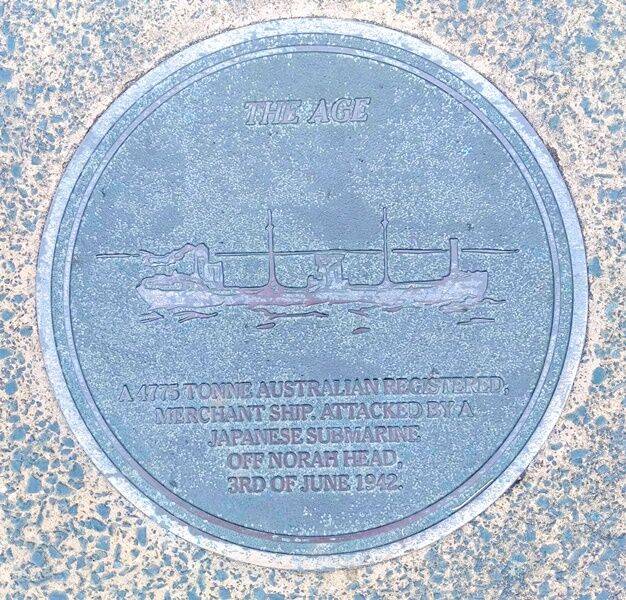 THE AGE
A 4775 TONNE AUSTRALIAN REGISTERED,
MERCHANT SHIP. ATTACKED BY A
JAPANESE SUBMARINE
OFF NORAH HEAD,
3RD OF JUNE 1942.